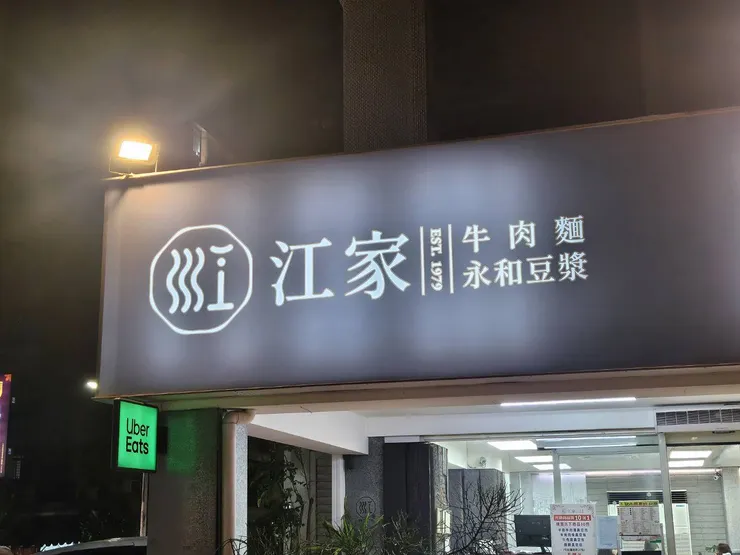 江家
EST. 1979
牛肉麵
永和豆漿
Uber
Eats